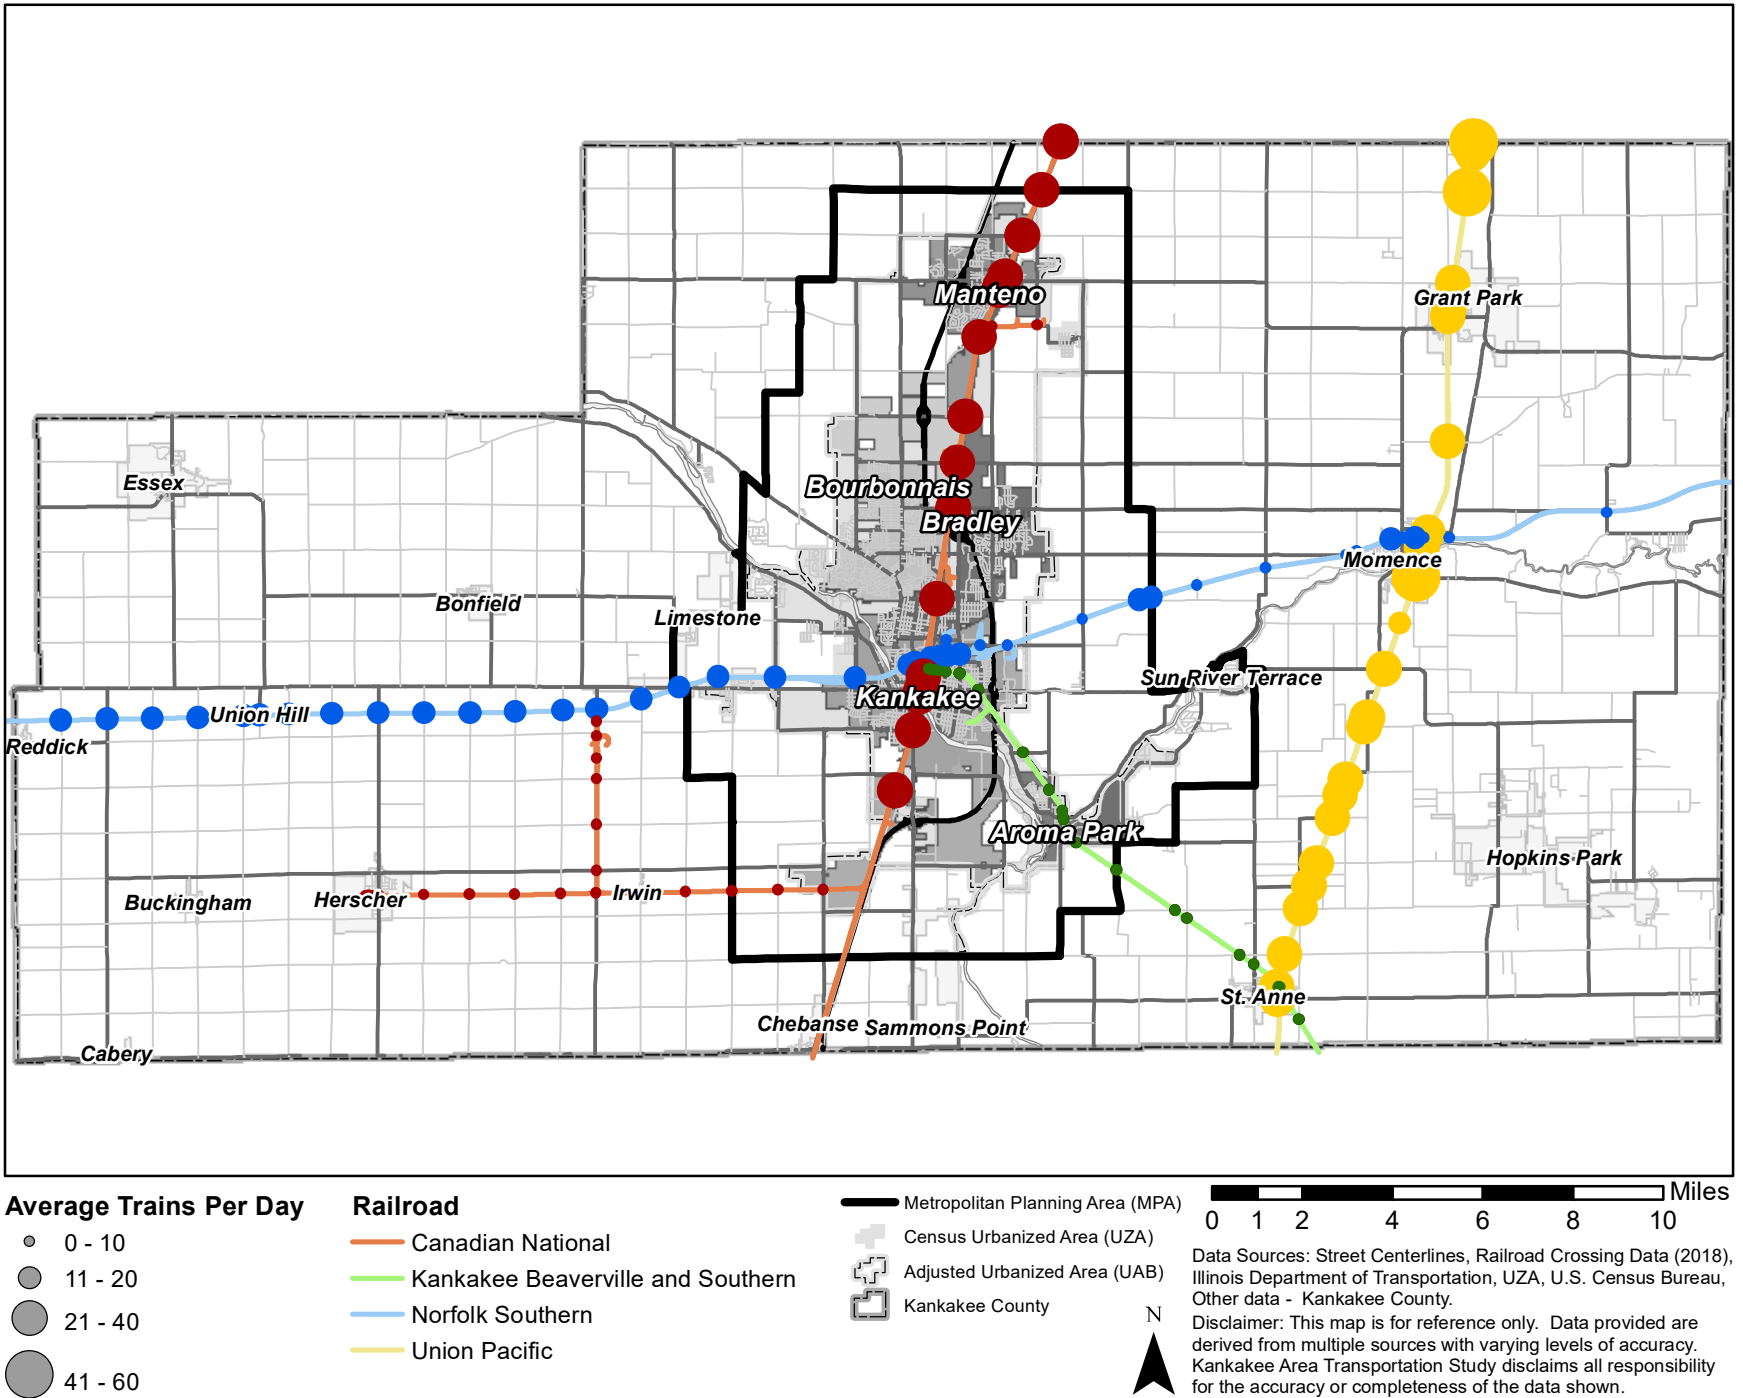 Manteno
Grant Park
Essex
Bourbonnais
Bradley
Momence
Bonfield
Limestone
Sun River Terrace
Kankakee
Union Hill
Reddick
Aroma Park
Hopkins Park
Buckingham
Herscher
Irwin
St. Anne
Chebanse
Sammons Point
Cabery
Average Trains Per Day
0 - 10
11 - 20
21 - 40
41 - 60
Railroad
Canadian National
Kankakee Beaverville and Southern
Norfolk Southern
Union Pacific
Metropolitan Planning Area (MPA)
Census Urbanized Area (UZA)
Adjusted Urbanized Area (UAB)
Kankakee County
N
Miles
0 1 2 4 6 8 10
Data Sources: Street Centerlines, Railroad Crossing Data (2018),
Illinois Department of Transportation, UZA, U.S. Census Bureau,
Other data -  Kankakee County.
Disclaimer: This map is for reference only.  Data provided are
derived from multiple sources with varying levels of accuracy.
Kankakee Area Transportation Study disclaims all responsibility
for the accuracy or completeness of the data shown.